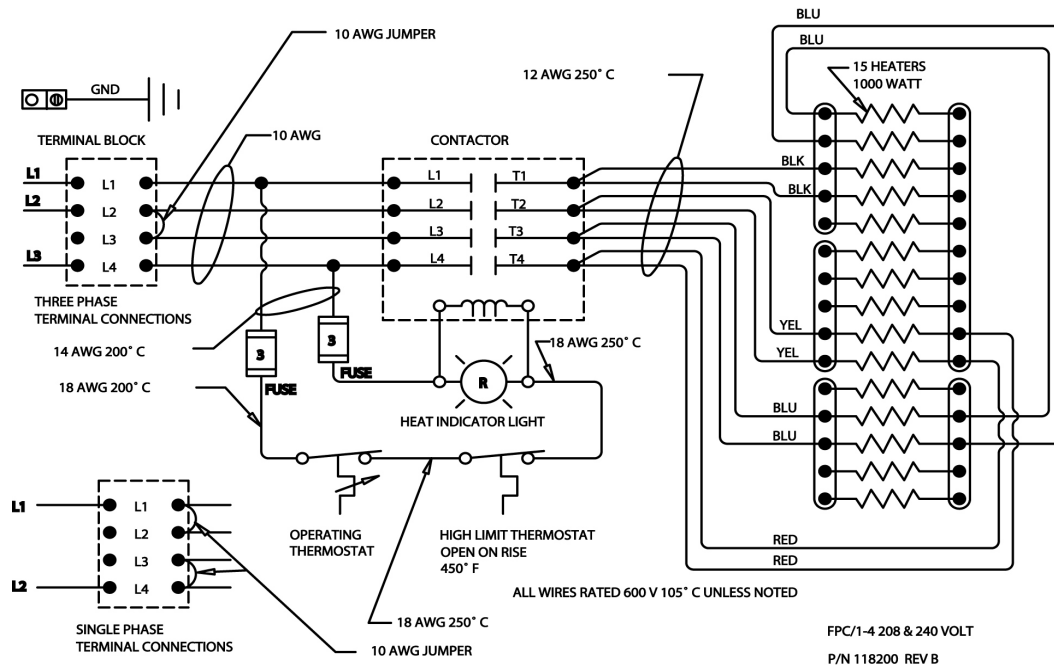 BLU
BLU
10 AWG JUMPER
12 AWG 250° C
15 HEATERS
1000 WATT
GND
TERMINAL BLOCK
10 AWG
CONTACTOR
L1
L1
L1
T1
BLK
L2
L2
L2
T2
BLK
L3
L3
T3
L3
L4
L4
T4
THREE PHASE
TERMINAL CONNECTIONS
14 AWG 200° C
3
3
FUSE
FUSE
R
18 AWG 250° C
YEL
YEL
18 AWG 200° C
HEAT INDICATOR LIGHT
BLU
BLU
L1
L1
L2
L3
L2
L4
OPERATING
THERMOSTAT
HIGH LIMIT THERMOSTAT
OPEN ON RISE
450° F
RED
RED
ALL WIRES RATED 600 V 105° C UNLESS NOTED
18 AWG 250° C
SINGLE PHASE
TERMINAL CONNECTIONS
10 AWG JUMPER
FPC/1-4 208 & 240 VOLT
P/N 118200 REV B